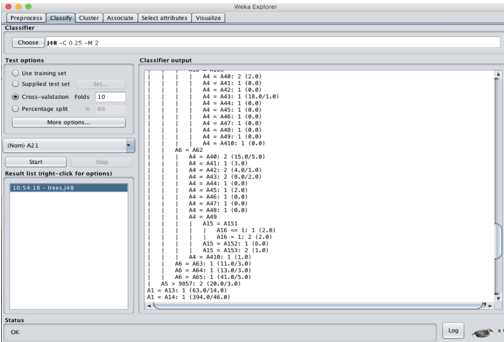 Weka Explorer
Preprocess Classify Cluster Associate Select attributes Visualize
Classifier
Choose J48 -C 0.25 -M 2
Test options
Use training set
Supplied test set Set...
Cross-validation Folds 10
Percentage split % 66
More options...
(Nom) A21
Start Stop
Result list (right-click for options)
10:54:18 - trees.J48
Classifier output
| | | | A4 = A40: 2 (2.0)
| | | | A4 = A41: 1 (0.0)
| | | | A4 = A42: 1 (0.0)
| | | | A4 = A43: 1 (18.0/1.0)
| | | | A4 = A44: 1 (0.0)
| | | | A4 = A45: 1 (0.0)
| | | | A4 = A46: 1 (0.0)
| | | | A4 = A47: 1 (0.0)
| | | | A4 = A48: 1 (0.0)
| | | | A4 = A49: 1 (0.0)
| | | | A4 = A410: 1 (0.0)
| | A6 = A62
| | | A4 = A40: 2 (15.0/5.0)
| | | A4 = A41: 1 (3.0)
| | | A4 = A42: 2 (4.0/1.0)
| | | A4 = A43: 2 (8.0/2.0)
| | | A4 = A44: 1 (0.0)
| | | A4 = A45: 1 (2.0)
| | | A4 = A46: 1 (0.0)
| | | A4 = A47: 1 (0.0)
| | | A4 = A48: 1 (0.0)
| | | A4 = A49
| | | | A15 = A151
| | | | | A16 <= 1: 1 (2.0)
| | | | | A16 > 1: 2 (2.0)
| | | | A15 = A152: 1 (6.0)
| | | | A15 = A153: 2 (1.0)
| | | A4 = A410: 1 (1.0)
| | A6 = A63: 1 (11.0/3.0)
| | A6 = A64: 1 (13.0/3.0)
| | A6 = A65: 1 (41.0/5.0)
| A5 > 9857: 2 (20.0/3.0)
A1 = A13: 1 (63.0/14.0)
A1 = A14: 1 (394.0/46.0)
Status
OK
Log
x